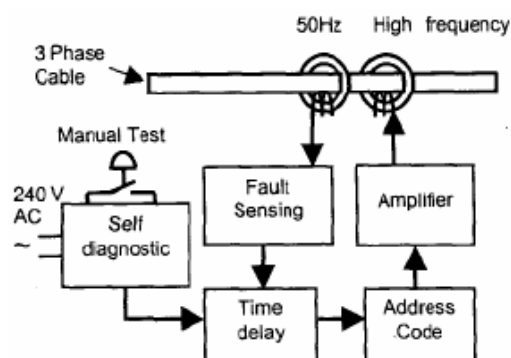 50Hz High frequency
3 Phase
Cable
Manual Test
240 V
AC
~
Self
diagnostic
Fault
Sensing
Amplifier
Time
delay
Address
Code